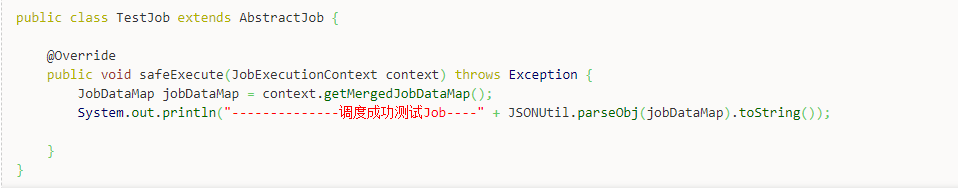 public class TestJob extends AbstractJob {
@Override
public void safeExecute(JobExecutionContext context) throws Exception {
JobDataMap jobDataMap = context.getMergedJobDataMap();
System.out.println("--------------调度成功测试Job----" + JSONUtil.parseObj(jobDataMap).toString());
}
}